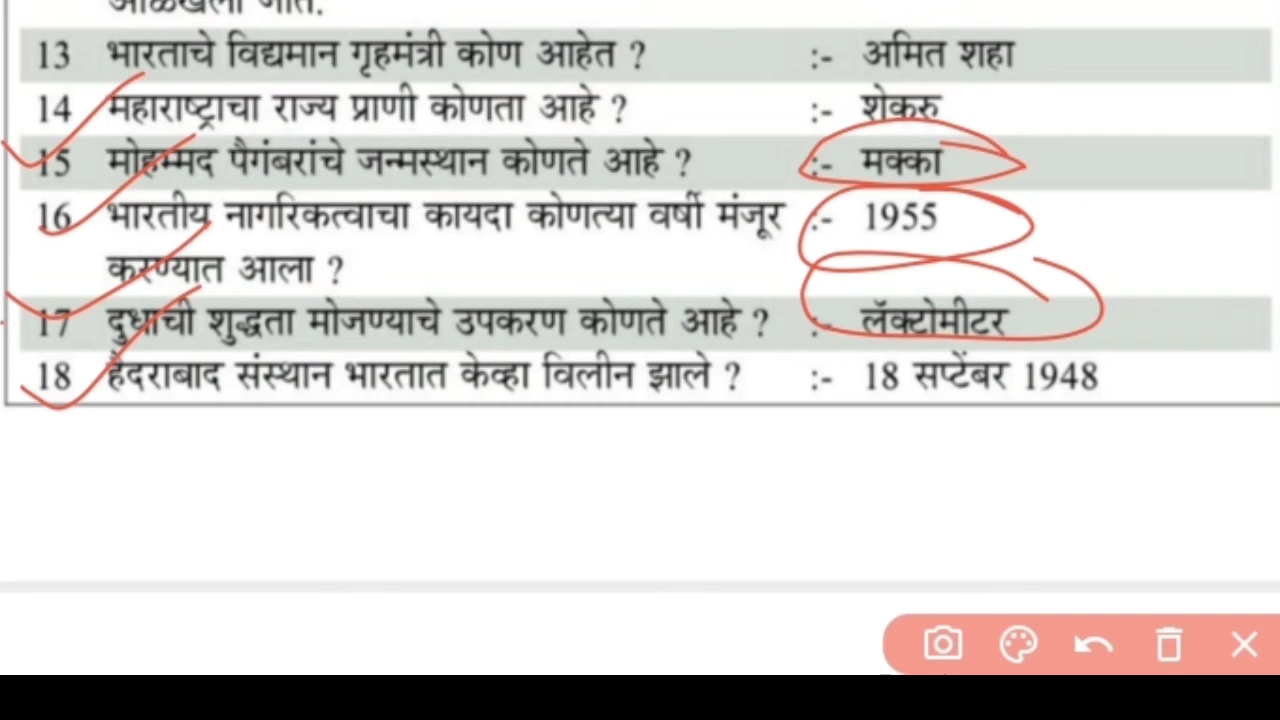 ओळखला जातो.
13 भारताचे विद्यमान गृहमंत्री कोण आहेत ? :- अमित शहा
14 महाराष्ट्राचा राज्य प्राणी कोणता आहे ? :- शेकरु
15 मोहम्मद पैगंबरांचे जन्मस्थान कोणते आहे ? :- मक्का
16 भारतीय नागरिकत्वाचा कायदा कोणत्या वर्षी मंजूर :- 1955
करण्यात आला ?
17 दुधाची शुद्धता मोजण्याचे उपकरण कोणते आहे ? :- लॅक्टोमीटर
18 हैदराबाद संस्थान भारतात केव्हा विलीन झाले ? :- 18 सप्टेंबर 1948